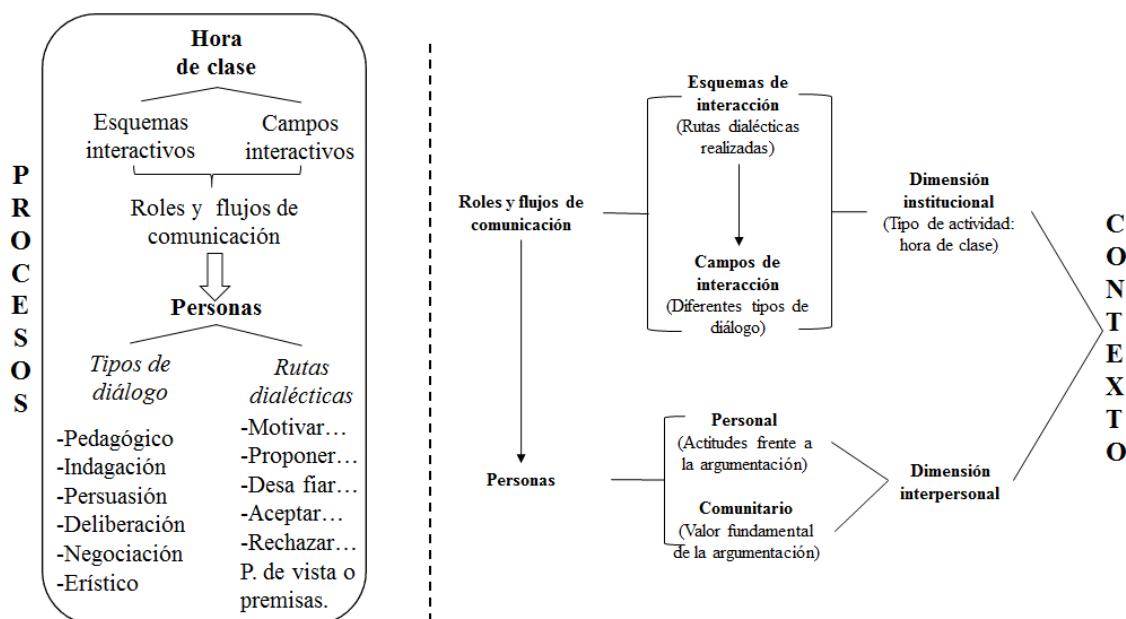 PROCESOS
Hora
de clase
Esquemas
interactivos
Campos
interactivos
Roles y flujos de
comunicación
Personas
Tipos de
diálogo
-Pedagógico
-Indagación
-Persuasión
-Deliberación
-Negociación
-Erístico
Rutas
dialécticas
-Motivar…
-Proponer…
-Desa fiar…
-Aceptar…
-Rechazar…
P. de vista o
premisas.
Roles y flujos de
comunicación
Personas
Esquemas de
interacción
(Rutas dialécticas
realizadas)
Campos de
interacción
(Diferentes tipos de
diálogo)
Dimensión
institucional
(Tipo de actividad:
hora de clase)
Personal
(Actitudes frente a
la argumentación)
Comunitario
(Valor fundamental
de la argumentación)
Dimensión
interpersonal
CONTEXTO